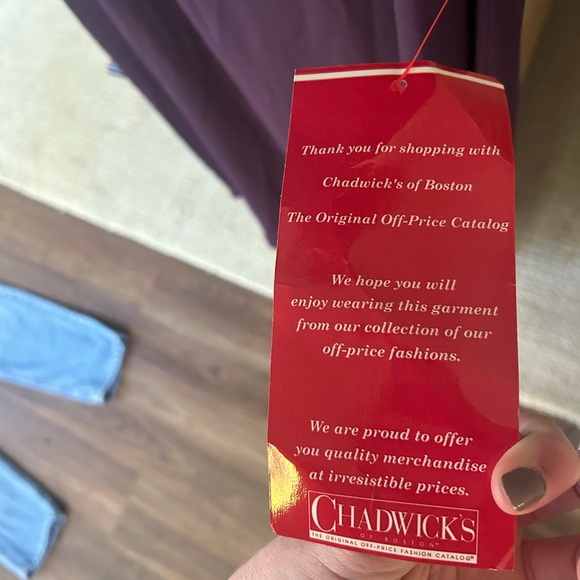 Thank you for shopping with
Chadwick's of Boston
The Original Off-Price Catalog
We hope you will
enjoy wearing this garment
from our collection of our
off-price fashions.
We are proud to offer
you quality merchandise
at irresistible prices.
CHADWICK'S
OF BOSTON™
THE ORIGINAL OFF-PRICE FASHION CATALOG®